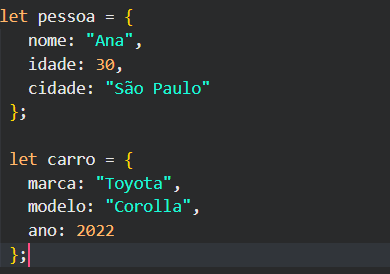 let pessoa = {
nome: "Ana",
idade: 30,
cidade: "São Paulo"
};
let carro = {
marca: "Toyota",
modelo: "Corolla",
ano: 2022
};